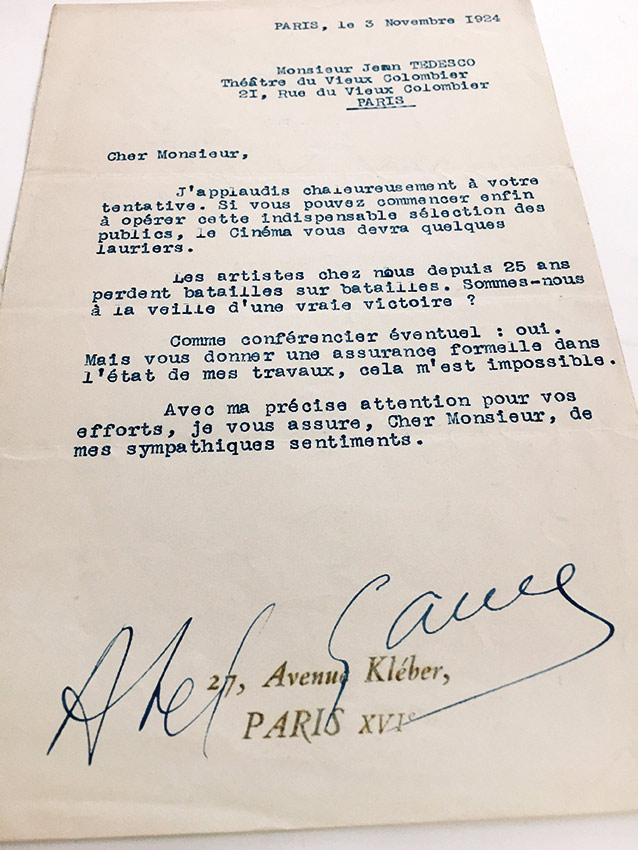 PARIS, le 3 Novembre 1924
Monsieur Jean TEDESCO
Théâtre du Vieux Colombier
21, Rue du Vieux Colombier
PARIS
Cher Monsieur,
J'applaudis chaleureusement à votre
tentative. Si vous pouvez commencer enfin
à opérer cette indispensable sélection des
publics, le Cinéma vous devra quelques
lauriers.
Les artistes chez nous depuis 25 ans
perdent batailles sur batailles. Sommes-nous
à la veille d'une vraie victoire ?
Comme conférencier éventuel : oui.
Mais vous donner une assurance formelle dans
l'état de mes travaux, cela m'est impossible.
Avec ma précise attention pour vos
efforts, je vous assure, Cher Monsieur, de
mes sympathiques sentiments.
Abel Gance
27, Avenue Kléber,
PARIS XVIe